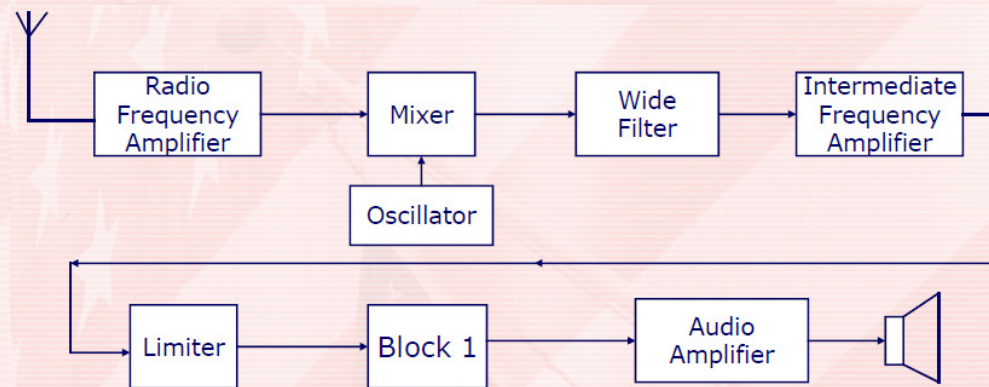 Radio
Frequency
Amplifier
Mixer
Wide
Filter
Intermediate
Frequency
Amplifier
Oscillator
Limiter
Block 1
Audio
Amplifier